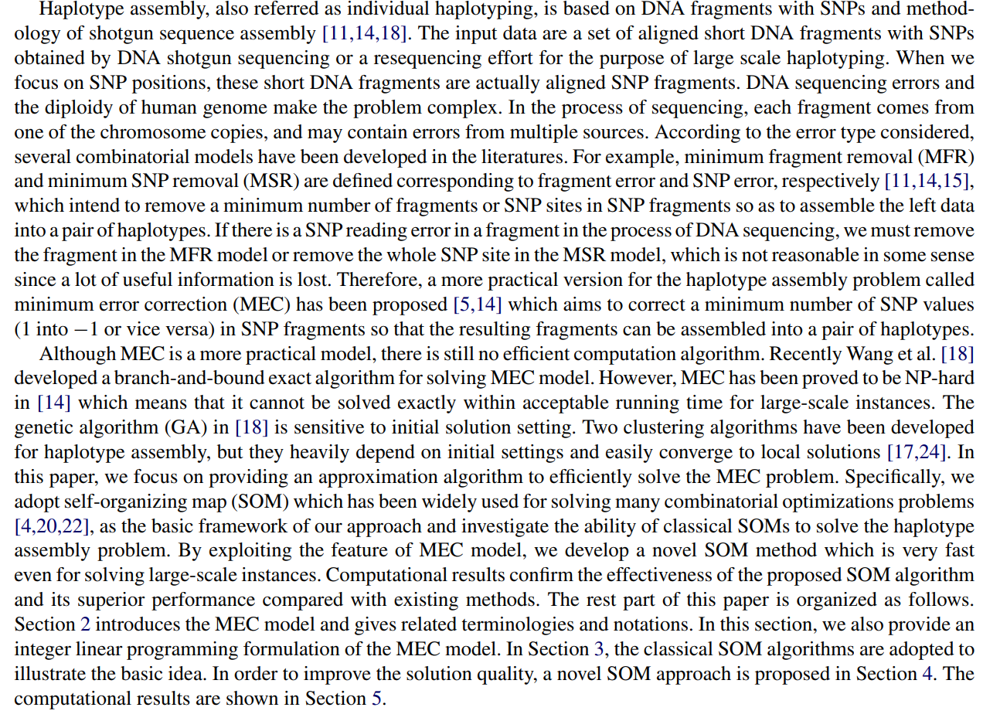 Haplotype assembly, also referred as individual haplotyping, is based on DNA fragments with SNPs and method-
ology of shotgun sequence assembly [11,14,18]. The input data are a set of aligned short DNA fragments with SNPs
obtained by DNA shotgun sequencing or a resequencing effort for the purpose of large scale haplotyping. When we
focus on SNP positions, these short DNA fragments are actually aligned SNP fragments. DNA sequencing errors and
the diploidy of human genome make the problem complex. In the process of sequencing, each fragment comes from
one of the chromosome copies, and may contain errors from multiple sources. According to the error type considered,
several combinatorial models have been developed in the literatures. For example, minimum fragment removal (MFR)
and minimum SNP removal (MSR) are defined corresponding to fragment error and SNP error, respectively [11,14,15],
which intend to remove a minimum number of fragments or SNP sites in SNP fragments so as to assemble the left data
into a pair of haplotypes. If there is a SNP reading error in a fragment in the process of DNA sequencing, we must remove
the fragment in the MFR model or remove the whole SNP site in the MSR model, which is not reasonable in some sense
since a lot of useful information is lost. Therefore, a more practical version for the haplotype assembly problem called
minimum error correction (MEC) has been proposed [5,14] which aims to correct a minimum number of SNP values
(1 into −1 or vice versa) in SNP fragments so that the resulting fragments can be assembled into a pair of haplotypes.
Although MEC is a more practical model, there is still no efficient computation algorithm. Recently Wang et al. [18]
developed a branch-and-bound exact algorithm for solving MEC model. However, MEC has been proved to be NP-hard
in [14] which means that it cannot be solved exactly within acceptable running time for large-scale instances. The
genetic algorithm (GA) in [18] is sensitive to initial solution setting. Two clustering algorithms have been developed
for haplotype assembly, but they heavily depend on initial settings and easily converge to local solutions [17,24]. In
this paper, we focus on providing an approximation algorithm to efficiently solve the MEC problem. Specifically, we
adopt self-organizing map (SOM) which has been widely used for solving many combinatorial optimizations problems
[4,20,22], as the basic framework of our approach and investigate the ability of classical SOMs to solve the haplotype
assembly problem. By exploiting the feature of MEC model, we develop a novel SOM method which is very fast
even for solving large-scale instances. Computational results confirm the effectiveness of the proposed SOM algorithm
and its superior performance compared with existing methods. The rest part of this paper is organized as follows.
Section 2 introduces the MEC model and gives related terminologies and notations. In this section, we also provide an
integer linear programming formulation of the MEC model. In Section 3, the classical SOM algorithms are adopted to
illustrate the basic idea. In order to improve the solution quality, a novel SOM approach is proposed in Section 4. The
computational results are shown in Section 5.